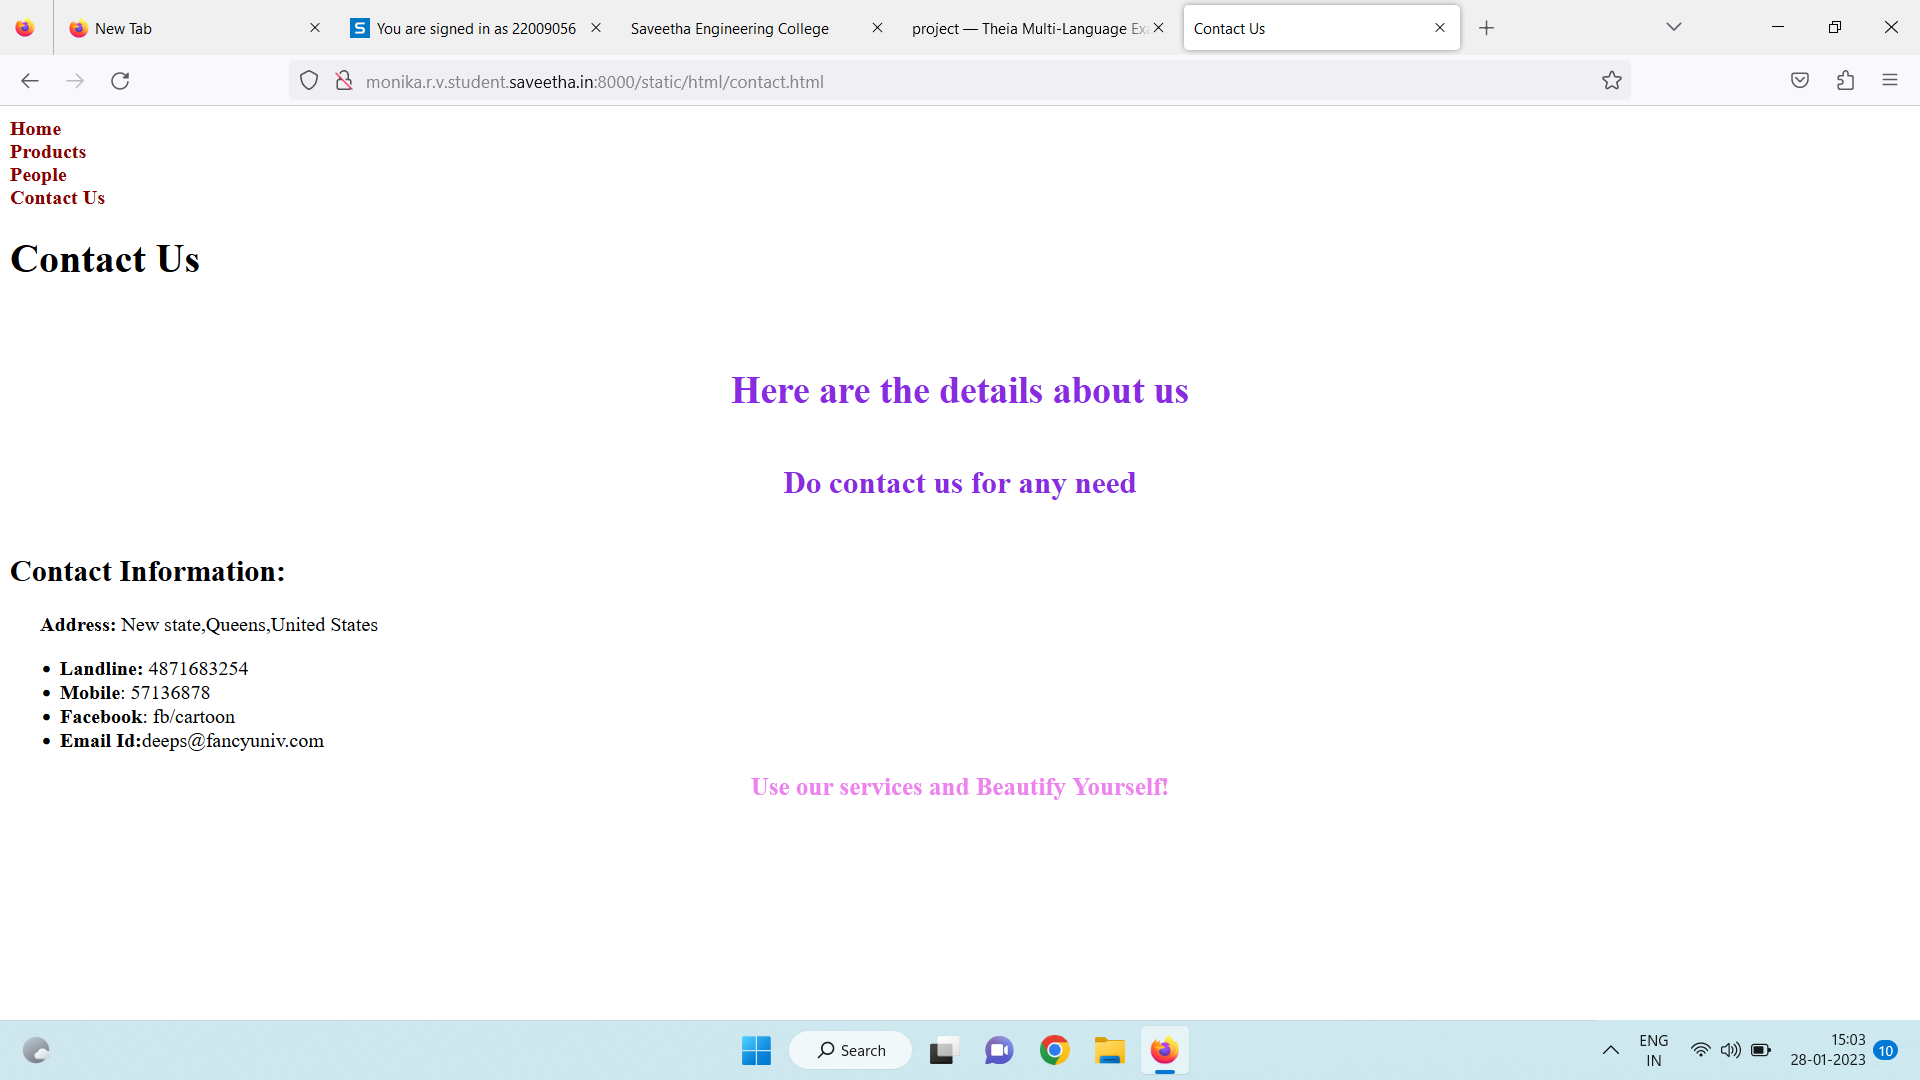 New Tab
You are signed in as 22009056
Saveetha Engineering College
project — Theia Multi-Language Ex
Contact Us
monika.r.v.student.saveetha.in:8000/static/html/contact.html
Home
Products
People
Contact Us
Contact Us
Here are the details about us
Do contact us for any need
Contact Information:
Address: New state,Queens,United States
Landline: 4871683254
Mobile: 57136878
Facebook: fb/cartoon
Email Id:deeps@fancyuniv.com
Use our services and Beautify Yourself!
Search
ENG
IN
15:03
28-01-2023
10